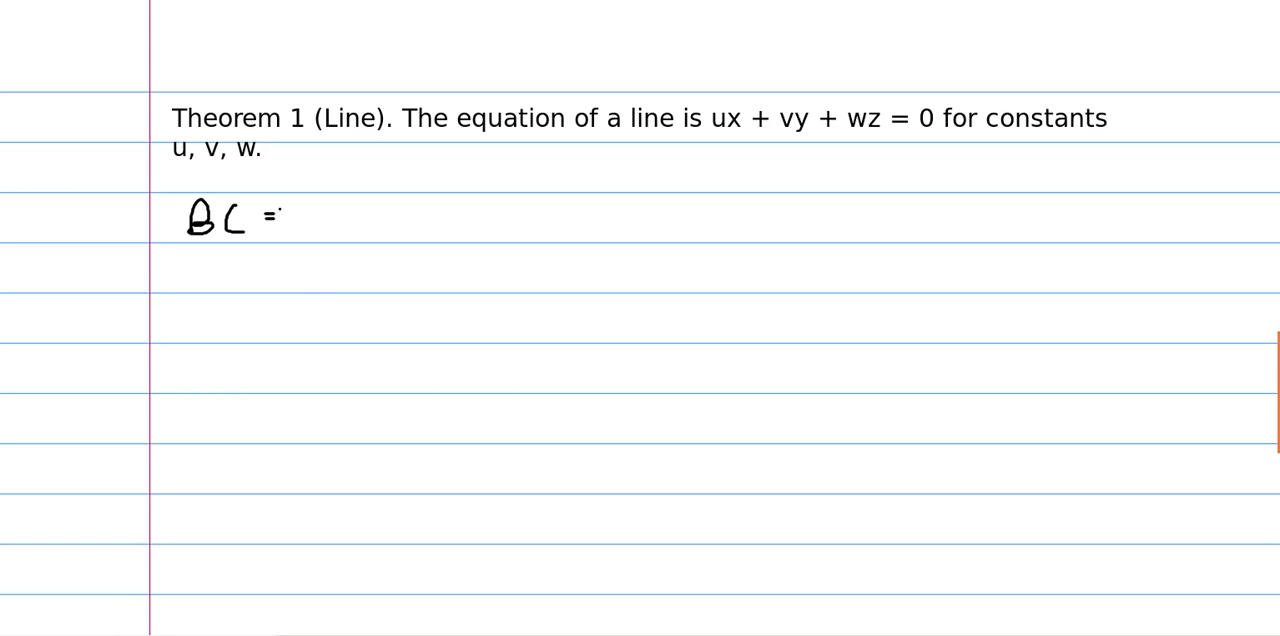 Theorem 1 (Line). The equation of a line is ux + vy + wz = 0 for constants
u, v, w.
BC =